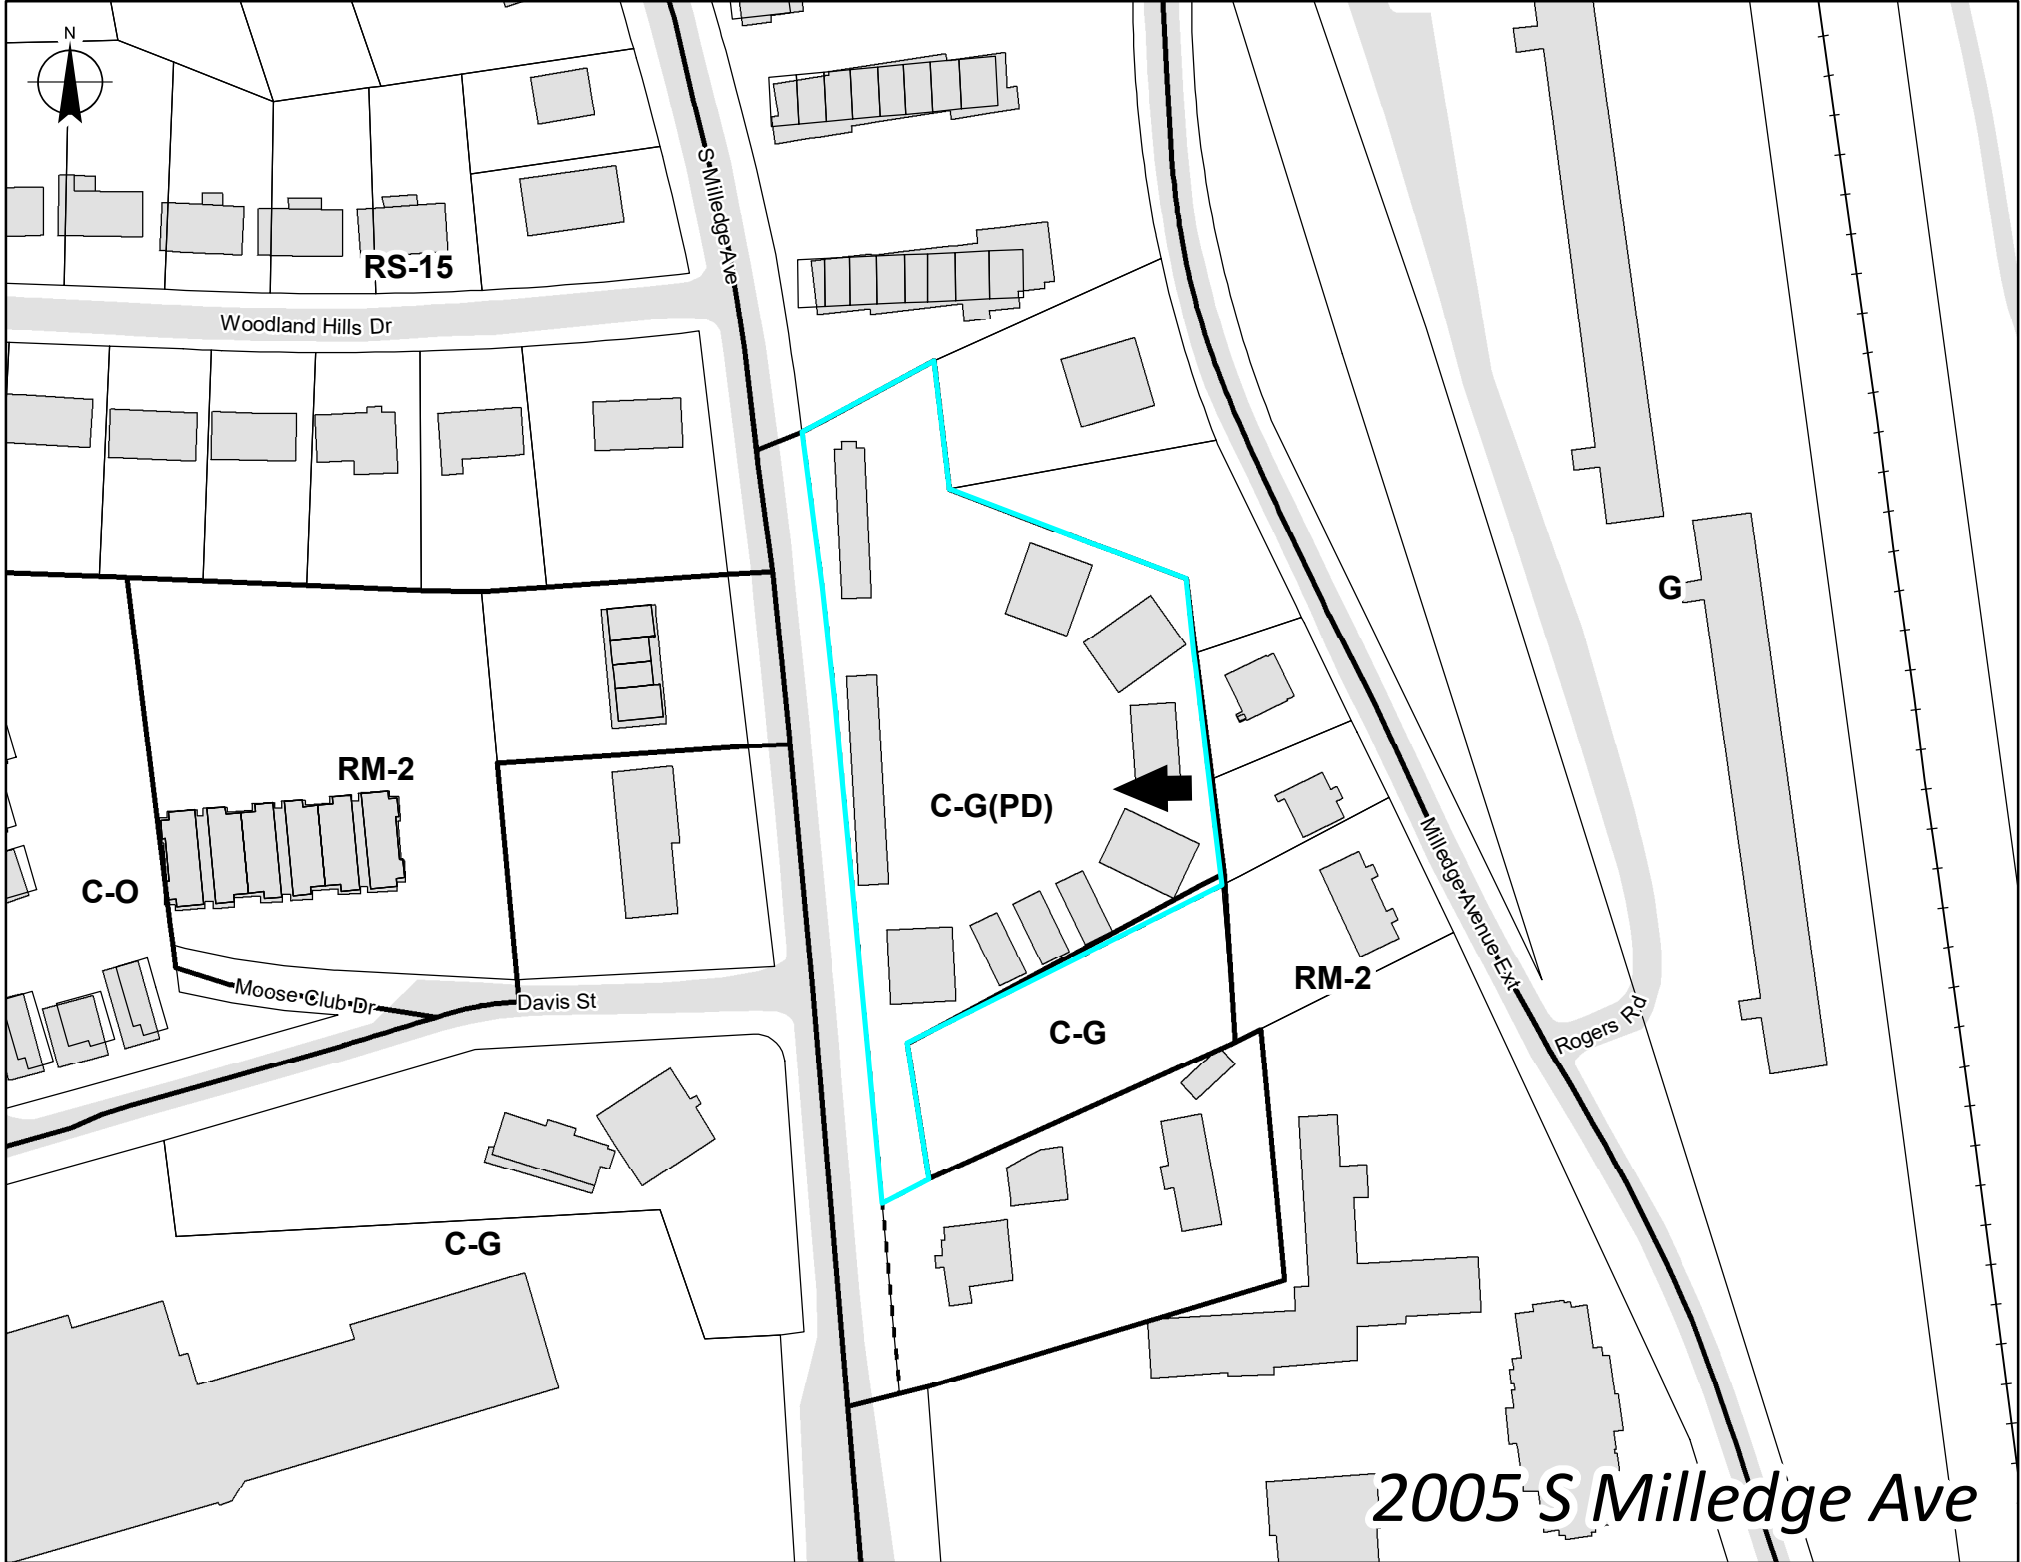 N
S Milledge Ave
RS-15
Woodland Hills Dr
G
RM-2
C-G(PD)
C-O
Milledge Avenue Ext
RM-2
Moose Club Dr
Davis St
Rogers Rd
C-G
C-G
2005 S Milledge Ave